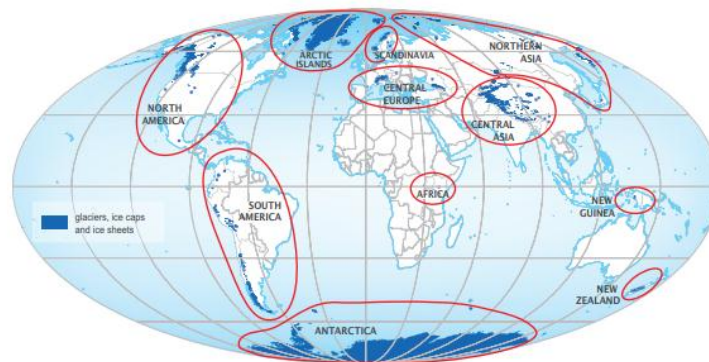 ARCTIC
ISLANDS
SCANDINAVIA
NORTHERN
ASIA
NORTH
AMERICA
CENTRAL
EUROPE
CENTRAL
ASIA
SOUTH
AMERICA
AFRICA
NEW
GUINEA
glaciers, ice caps
and ice sheets
NEW
ZEALAND
ANTARCTICA